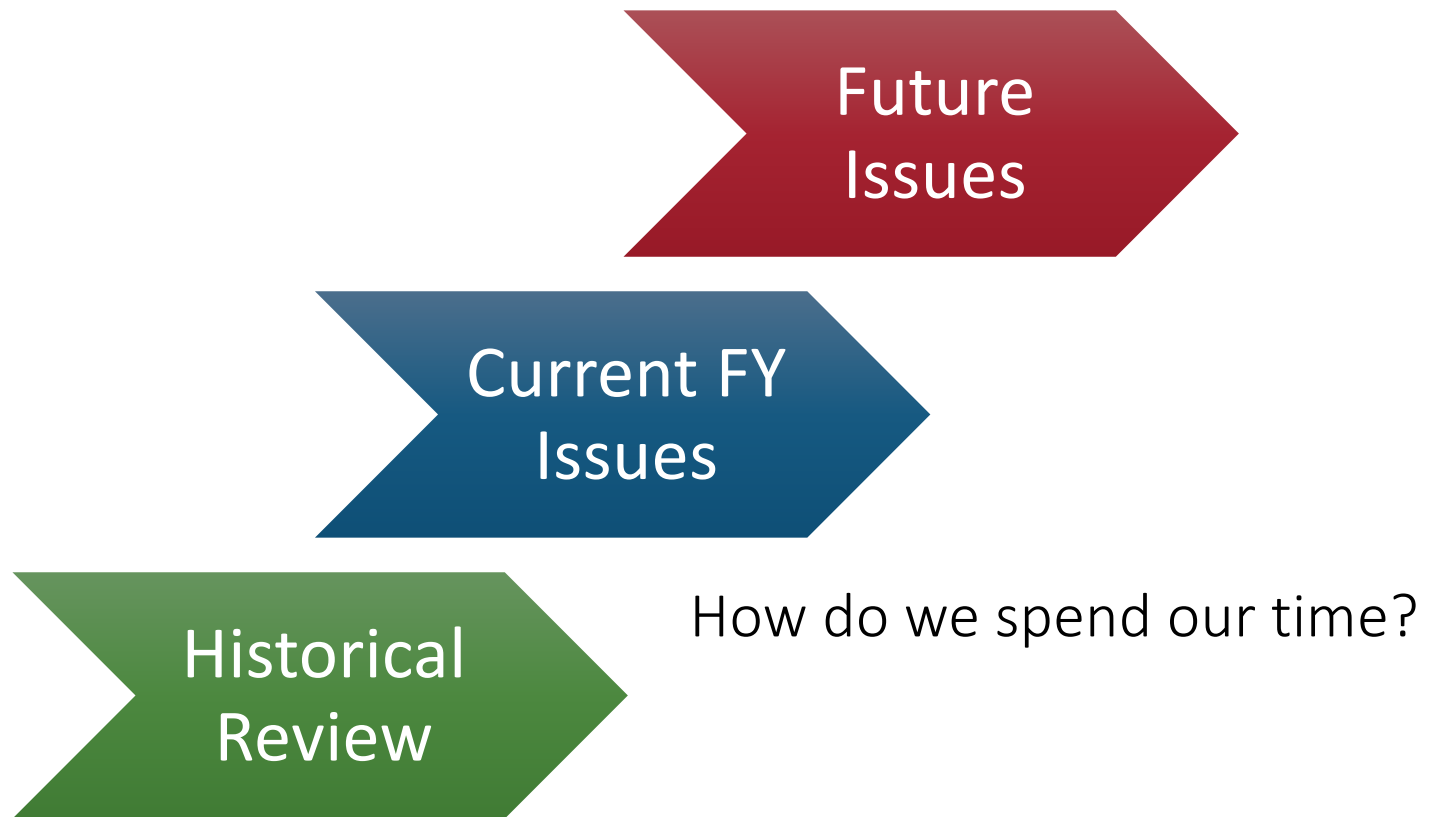 Future
Issues
Current FY
Issues
Historical
Review
How do we spend our time?